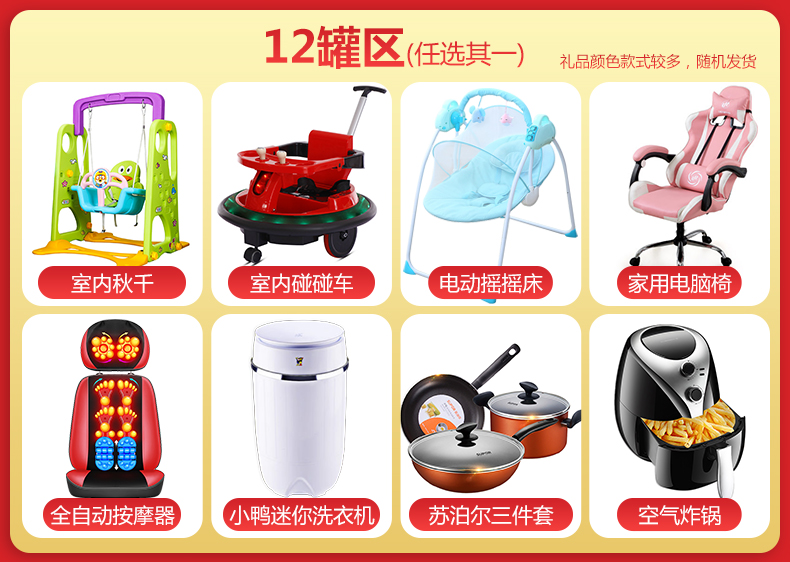 12罐区(任选其一)
礼品颜色款式较多，随机发货
室内秋千
室内碰碰车
电动摇摇床
家用电脑椅
全自动按摩器
小鸭迷你洗衣机
苏泊尔三件套
空气炸锅